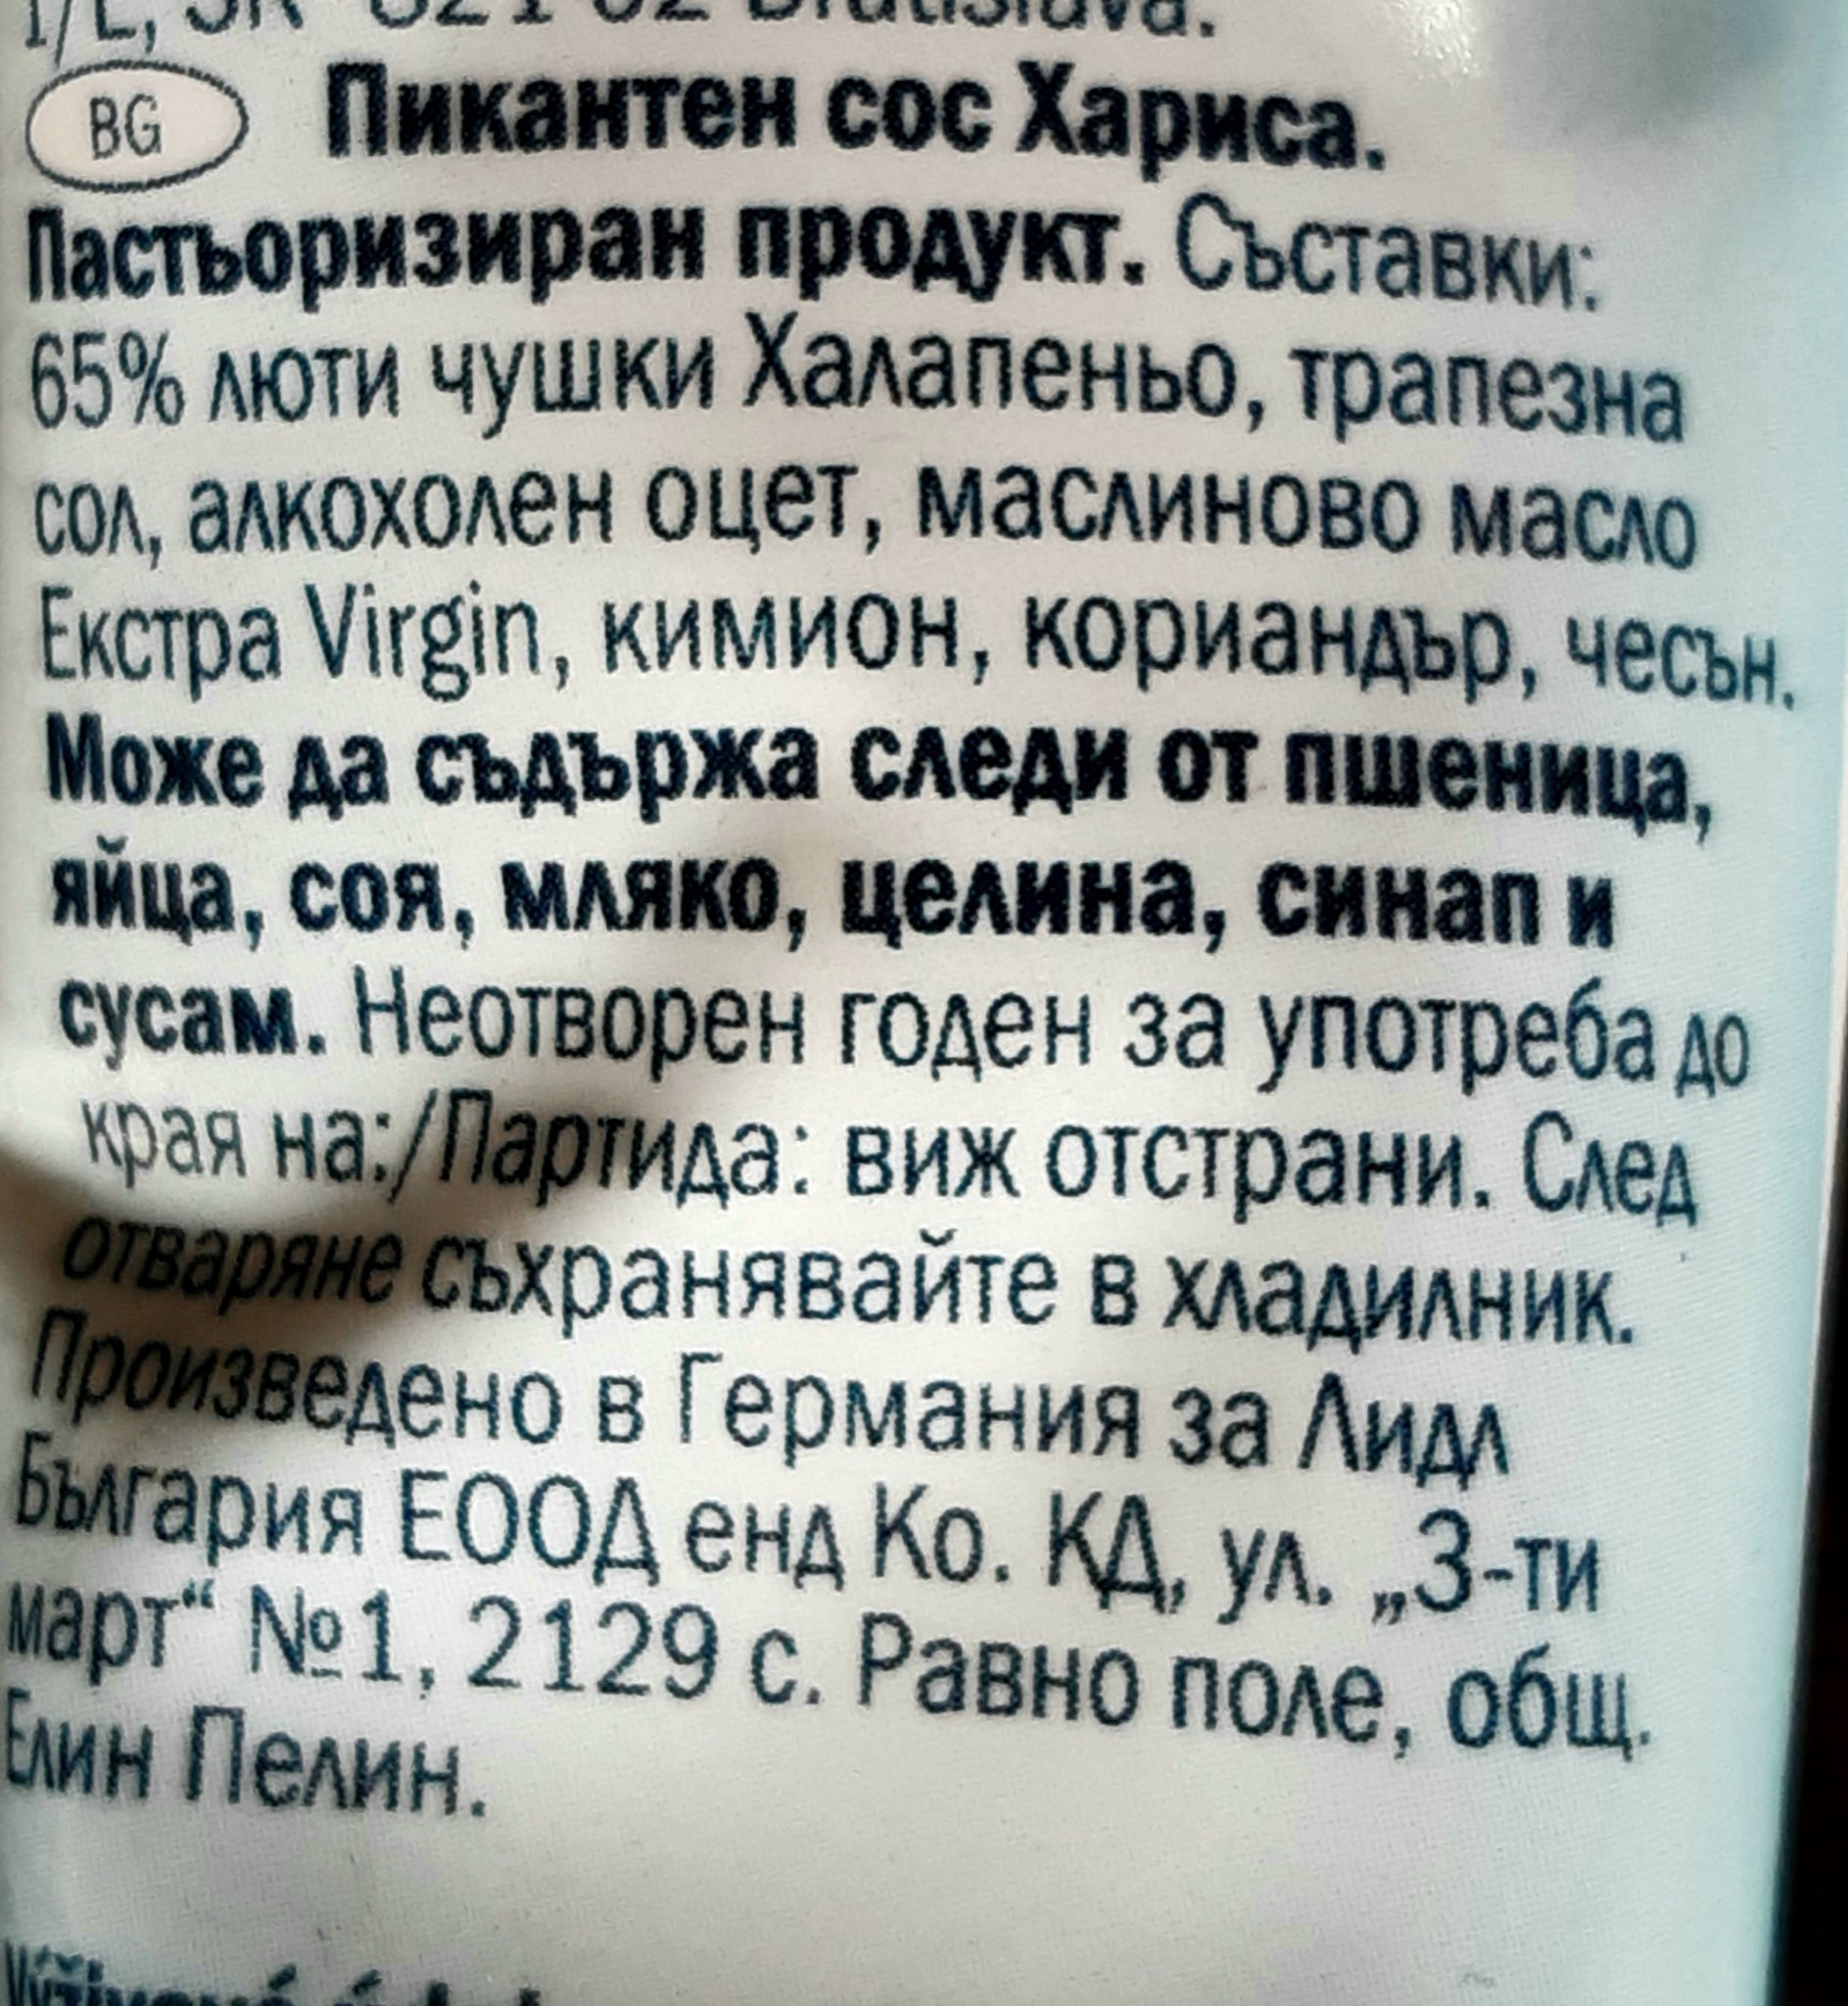 821 02 Bratislava.
BG Пикантен сос Хариса.
Пастьоризиран продукт. Съставки:
65% люти чушки Халапеньо, трапезна
сол, алкохолен оцет, маслиново масло
Екстра Virgin, кимион, кориандър, чесън.
Може да съдържа следи от пшеница,
яйца, соя, мляко, целина, синап и
сусам. Неотворен годен за употреба до
края на:/Партида: виж отстрани. След
отваряне съхранявайте в хладилник.
Произведено в Германия за Лидл
България ЕООД енд Ко. КД, ул. „3-ти
март“ №1, 2129 с. Равно поле, общ.
Елин Пелин.